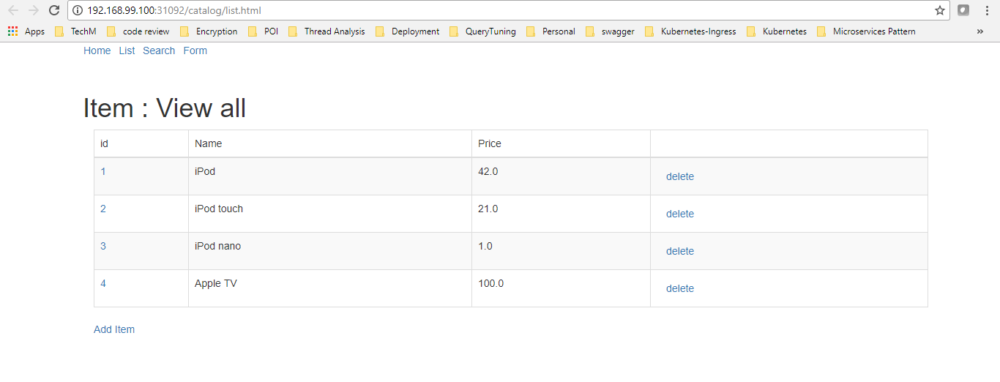 192.168.99.100:31092/catalog/list.html
Apps TechM code review Encryption POI Thread Analysis Deployment QueryTuning Personal swagger Kubernetes-Ingress Kubernetes Microservices Pattern »
Home List Search Form
Item : View all
id Name Price
1 iPod 42.0 delete
2 iPod touch 21.0 delete
3 iPod nano 1.0 delete
4 Apple TV 100.0 delete
Add Item